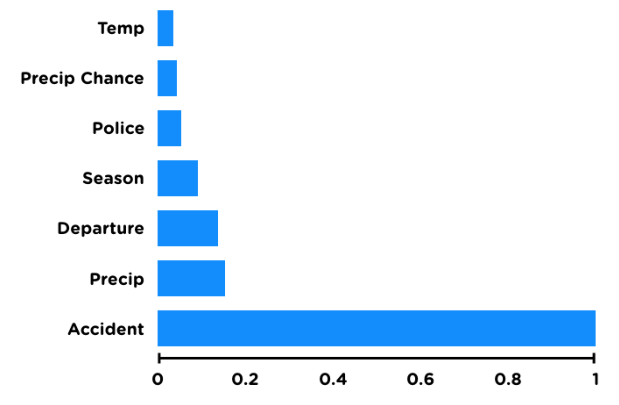 Temp
Precip Chance
Police
Season
Departure
Precip
Accident
0 0.2 0.4 0.6 0.8 1